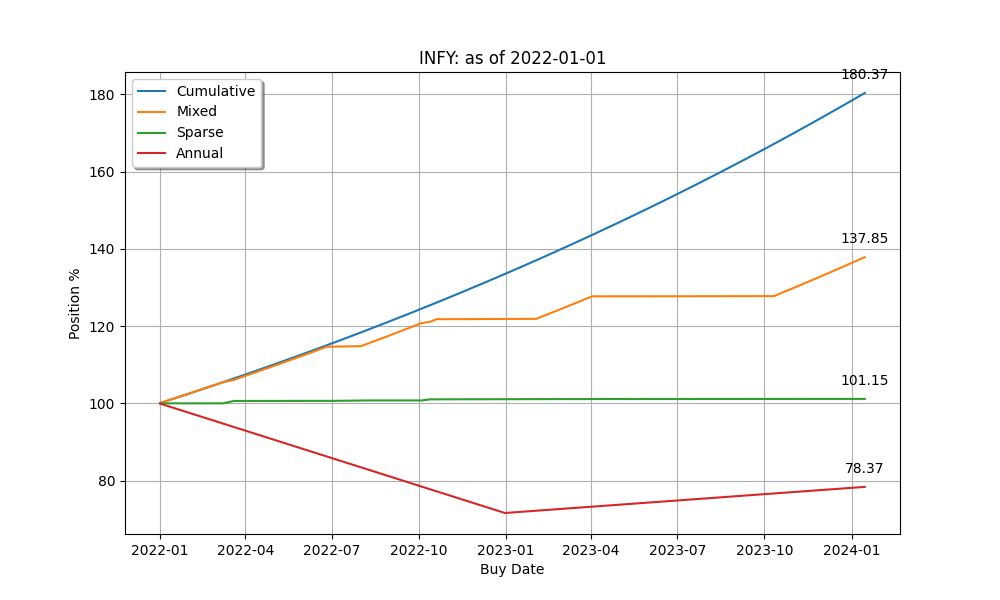 INFY: as of 2022-01-01
180.37
180
Cumulative
Mixed
Sparse
Annual
160
140
137.85
120
101.15
100
80
78.37
Position %
2022-01 2022-04 2022-07 2022-10 2023-01 2023-04 2023-07 2023-10 2024-01
Buy Date